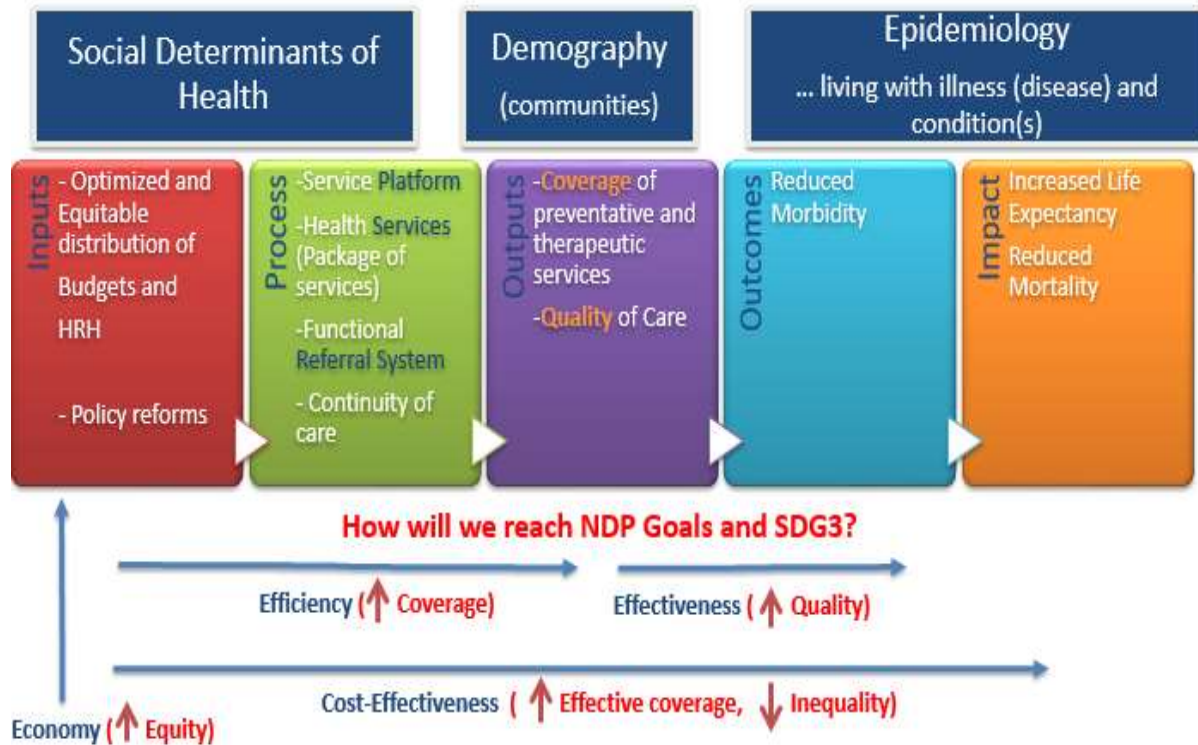 Social Determinants of
Health
Demography
(communities)
Epidemiology
... living with illness (disease) and
condition(s)
Inputs
- Optimized and
Equitable
distribution of
Budgets and
HRH
- Policy reforms
Process
-Service Platform
-Health Services
(Package of
services)
-Functional
Referral System
- Continuity of
care
Outputs
-Coverage of
preventative and
therapeutic
services
-Quality of Care
Outcomes
Reduced
Morbidity
Impact
Increased Life
Expectancy
Reduced
Mortality
How will we reach NDP Goals and SDG3?
Efficiency (↑ Coverage)
Effectiveness ( ↑ Quality)
Cost-Effectiveness ( ↑ Effective coverage, ↓ Inequality)
Economy (↑ Equity)